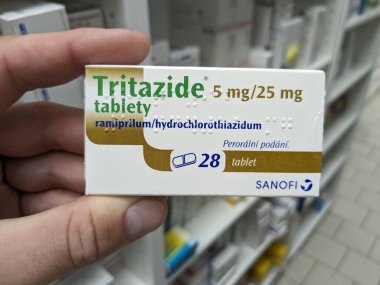 Tritazide® 5 mg/25 mg
tablety
ramiprilum/hydrochlorothiazidum
Perorální podání.
28 tablet
SANOFI